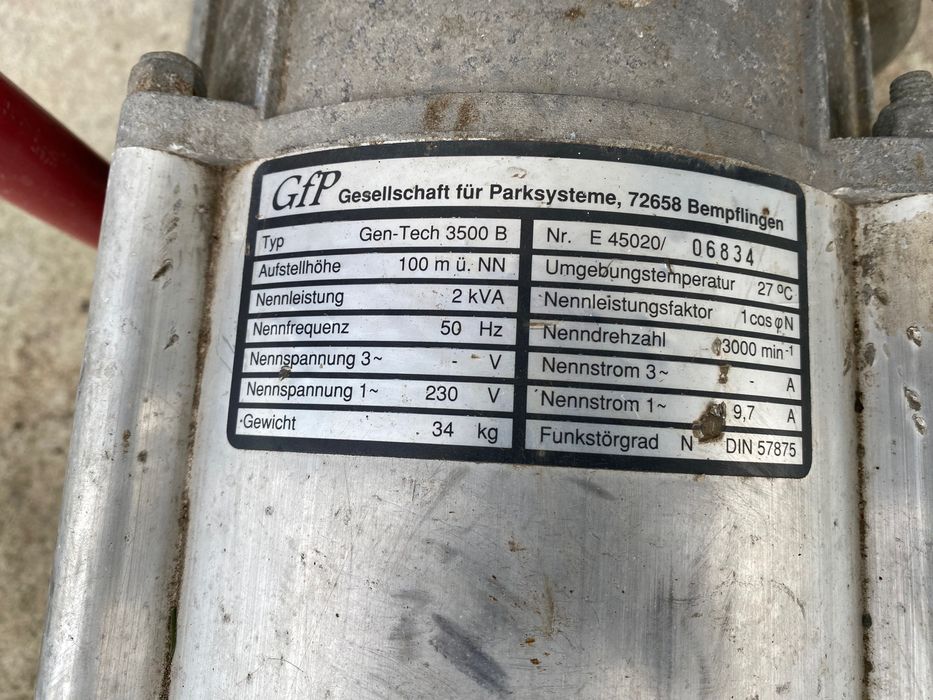 GfP Gesellschaft für Parksysteme, 72658 Bempflingen
Typ Gen-Tech 3500 B
Nr. E 45020/ 06834
Aufstellhöhe 100 m ü. NN
Umgebungstemperatur 27 ºC
Nennleistung 2 kVA
Nennleistungsfaktor 1 cos φN
Nennfrequenz 50 Hz
Nenndrehzahl 3000 min-1
Nennspannung 3~ - V
Nennstrom 3~ - A
Nennspannung 1~ 230 V
Nennstrom 1~ 9,7 A
Gewicht 34 kg
Funkstörgrad N DIN 57875